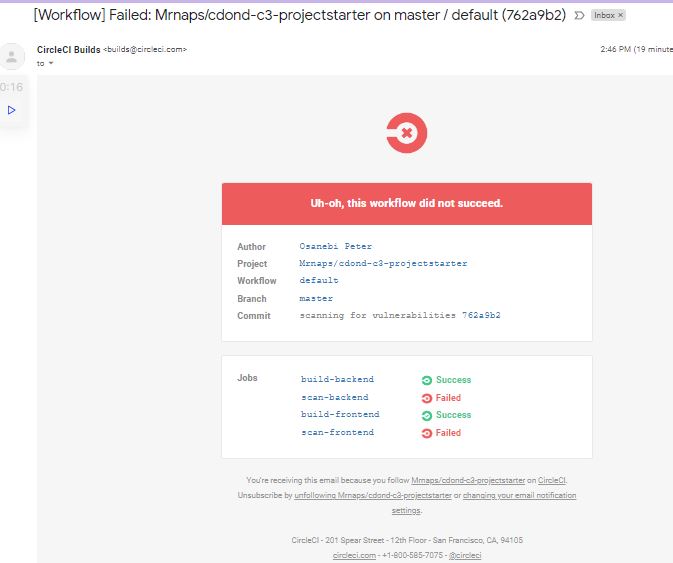 [Workflow] Failed: Mrnaps/cdond-c3-projectstarter on master / default (762a9b2) Inbox ×
CircleCI Builds <builds@circleci.com> 2:46 PM (19 minute
to
0:16
Uh-oh, this workflow did not succeed.
Author Osanebi Peter
Project Mrnaps/cdond-c3-projectstarter
Workflow default
Branch master
Commit scanning for vulnerabilities 762a9b2
Jobs build-backend Success
scan-backend Failed
build-frontend Success
scan-frontend Failed
You're receiving this email because you follow Mrnaps/cdond-c3-projectstarter on CircleCI.
Unsubscribe by unfollowing Mrnaps/cdond-c3-projectstarter or changing your email notification
settings.
CircleCI - 201 Spear Street - 12th Floor - San Francisco, CA, 94105
circleci.com - +1-800-585-7075 - @circleci